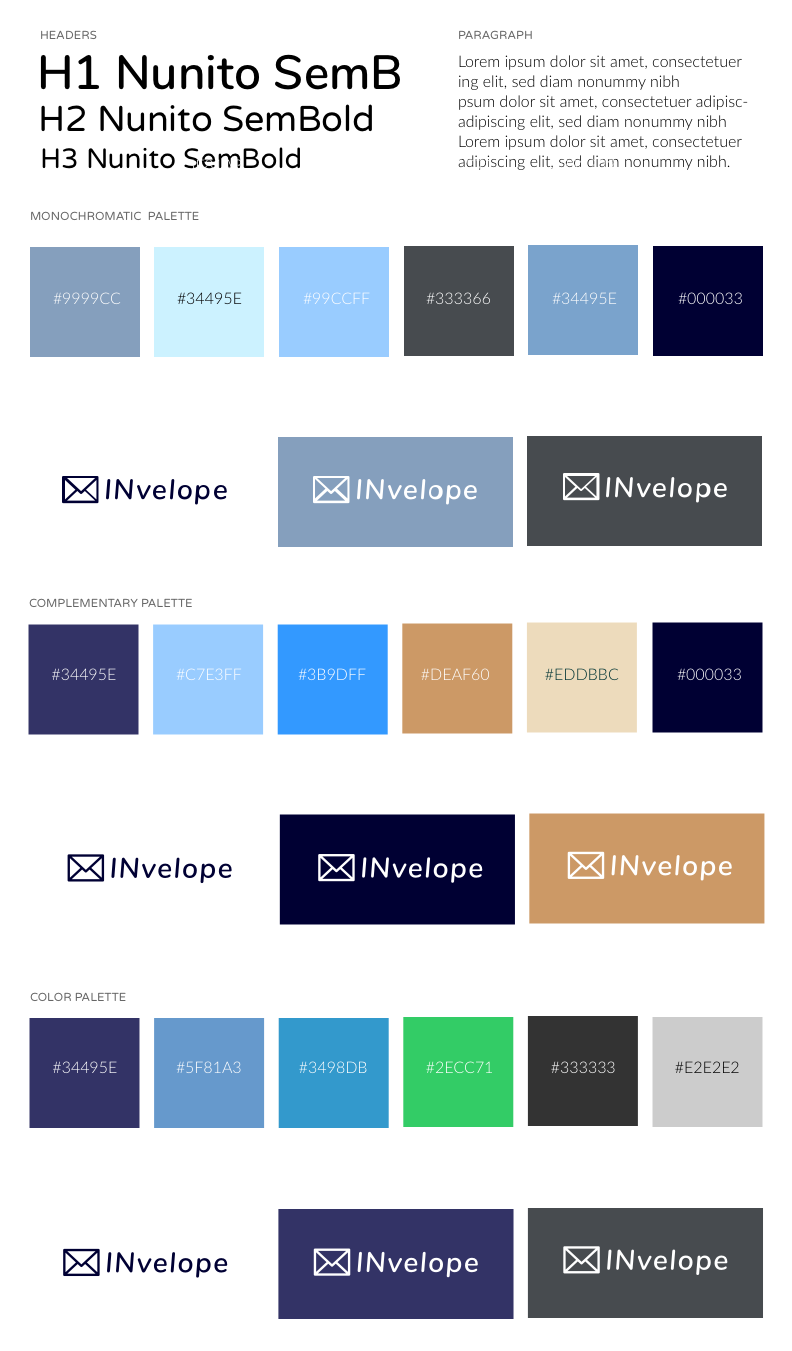 HEADERS
H1 Nunito SemB
H2 Nunito SemBold
H3 Nunito SemBold
PARAGRAPH
Lorem ipsum dolor sit amet, consectetuer
ing elit, sed diam nonummy nibh
psum dolor sit amet, consectetuer adipisc-
adipiscing elit, sed diam nonummy nibh
Lorem ipsum dolor sit amet, consectetuer
adipiscing elit, sed diam nonummy nibh.
MONOCHROMATIC PALETTE
#9999CC #34495E #99CCFF #333366 #34495E #000033
INvelope INvelope INvelope
COMPLEMENTARY PALETTE
#34495E #C7E3FF #3B9DFF #DEAF60 #EDDBBC #000033
INvelope INvelope INvelope
COLOR PALETTE
#34495E #5F81A3 #3498DB #2ECC71 #333333 #E2E2E2
INvelope INvelope INvelope